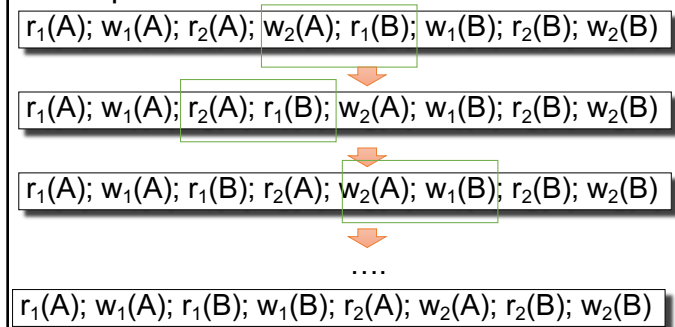 r₁(A); w₁(A); r₂(A); w₂(A); r₁(B); w₁(B); r₂(B); w₂(B)
r₁(A); w₁(A); r₂(A); r₁(B); w₂(A); w₁(B); r₂(B); w₂(B)
r₁(A); w₁(A); r₁(B); r₂(A); w₂(A); w₁(B); r₂(B); w₂(B)
....
r₁(A); w₁(A); r₁(B); w₁(B); r₂(A); w₂(A); r₂(B); w₂(B)